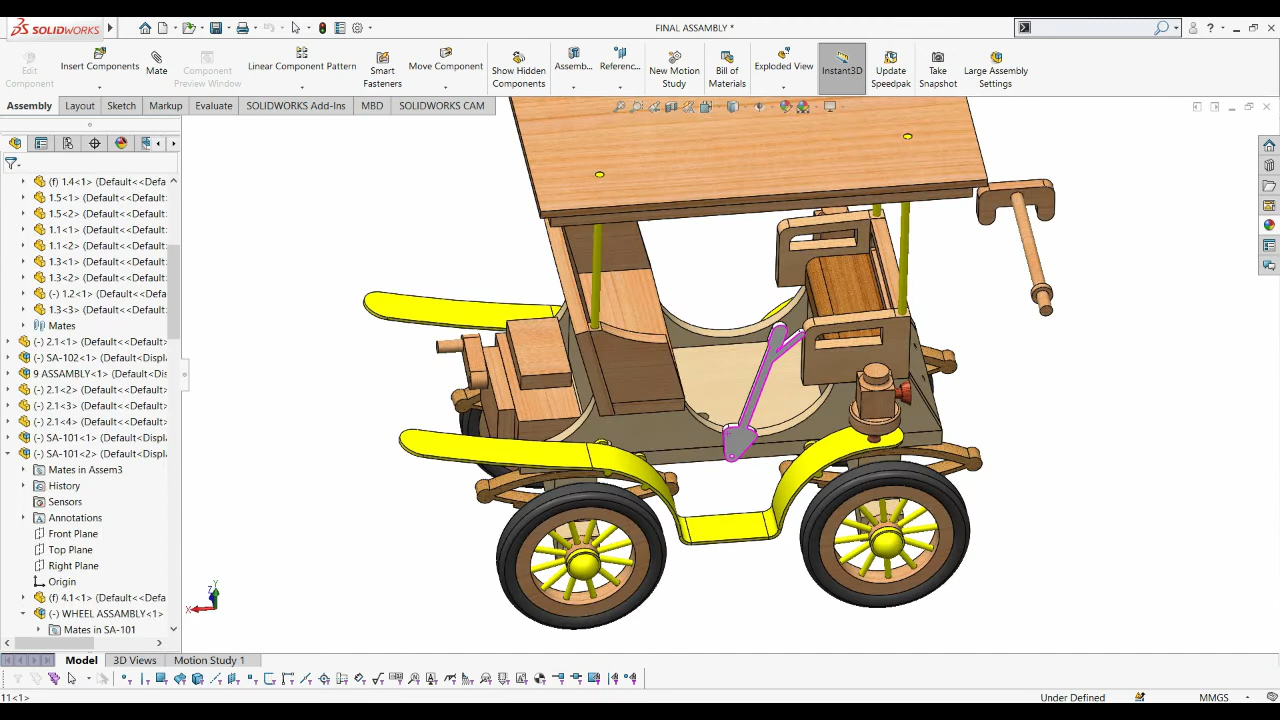 SOLIDWORKS
FINAL ASSEMBLY *
Edit Component
Insert Components
Mate
Component Preview Window
Linear Component Pattern
Smart Fasteners
Move Component
Show Hidden Components
Assemb...
Referenc...
New Motion Study
Bill of Materials
Exploded View
Instant3D
Update Speedpak
Take Snapshot
Large Assembly Settings
Assembly
Layout
Sketch
Markup
Evaluate
SOLIDWORKS Add-Ins
MBD
SOLIDWORKS CAM
(f) 1.4<1> (Default<<Defa
1.5<1> (Default<<Default:
1.5<2> (Default<<Default:
1.1<1> (Default<<Default:
1.1<2> (Default<<Default:
1.3<1> (Default<<Default:
1.3<2> (Default<<Default:
(-) 1.2<1> (Default<<Defa
1.3<3> (Default<<Default:
Mates
(-) 2.1<1> (Default<<Default:
(-) SA-102<1> (Default<Displ
9 ASSEMBLY<1> (Default<Dis
(-) 2.1<2> (Default<<Default:
(-) 2.1<3> (Default<<Default:
(-) 2.1<4> (Default<<Default:
(-) SA-101<1> (Default<Displ
(-) SA-101<2> (Default<Displ
Mates in Assem3
History
Sensors
Annotations
Front Plane
Top Plane
Right Plane
Origin
(f) 4.1<1> (Default<<Defa
(-) WHEEL ASSEMBLY<1>
Mates in SA-101
X
Y
Z
Model
3D Views
Motion Study 1
11<1>
Under Defined
MMGS